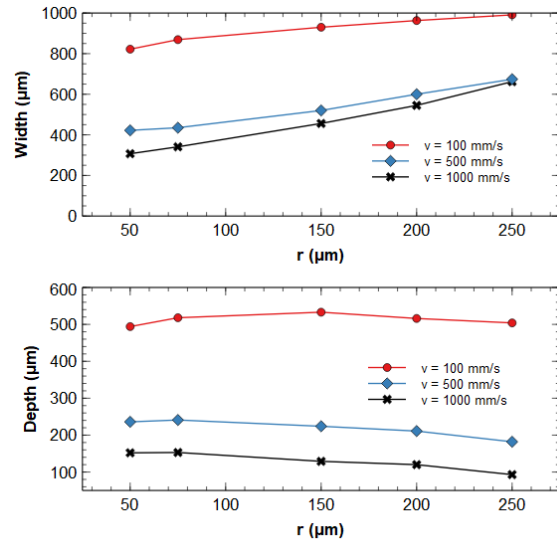 1000
800
600
400
200
0
Width (µm)
v = 100 mm/s
v = 500 mm/s
v = 1000 mm/s
50 100 150 200 250
r (µm)
600
500
400
300
200
100
Depth (µm)
v = 100 mm/s
v = 500 mm/s
v = 1000 mm/s
50 100 150 200 250
r (µm)